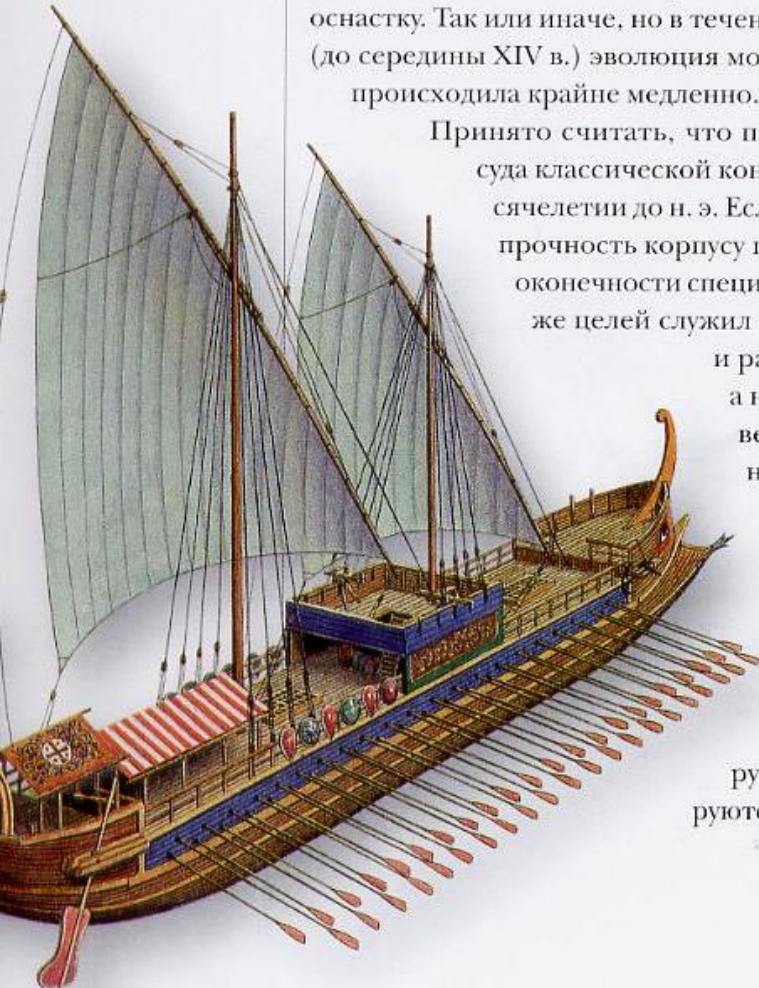 оснастку. Так или иначе, но в течен
(до середины XIV в.) эволюция мо
происходила крайне медленно.
Принято считать, что п
суда классической кон
сячелетии до н. э. Есл
прочность корпусу п
оконечности специ
же целей служил
и ра
а н
ве
н
ру
руюто